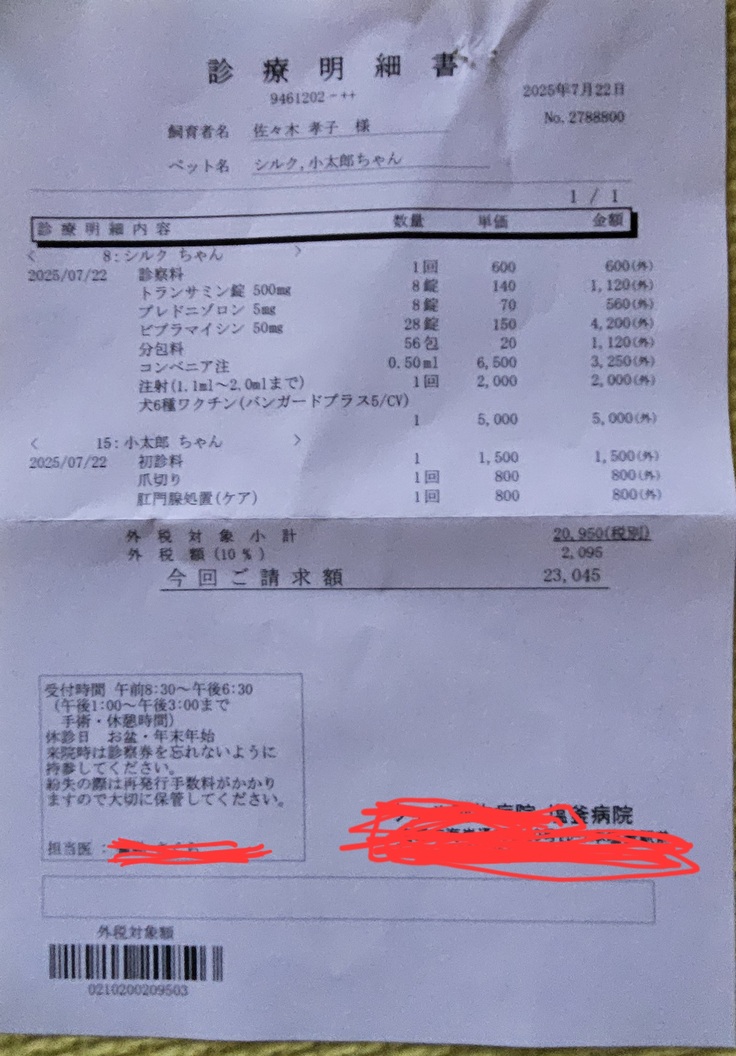 診療明細書
9461202-++
2025年7月22日
No. 2788800
飼育者名 佐々木 孝子 様
ペット名 シルク,小太郎ちゃん
1 / 1
診療明細内容 数量 単価 金額
< 8:シルク ちゃん >
2025/07/22 診察料 1回 600 600(外)
トランサミン錠 500mg 8錠 140 1,120(外)
プレドニゾロン 5mg 8錠 70 560(外)
ビブラマイシン 50mg 28錠 150 4,200(外)
分包料 56包 20 1,120(外)
コンベニア注 0.50ml 6,500 3,250(外)
注射(1.1ml～2.0mlまで) 1回 2,000 2,000(外)
犬6種ワクチン(バンガードプラス5/CV)
1 5,000 5,000(外)
< 15:小太郎 ちゃん >
2025/07/22 初診料 1 1,500 1,500(外)
爪切り 1回 800 800(外)
肛門腺処置(ケア) 1回 800 800(外)
外税対象小計 20,950(税別)
外税額(10%) 2,095
今回ご請求額 23,045
受付時間 午前8:30～午後6:30
(午後1:00～午後3:00まで
手術・休憩時間)
休診日 お盆・年末年始
来院時は診察券を忘れないように
持参してください。
紛失の際は再発行手数料がかかり
ますので大切に保管してください。
担当医:
病院 塩釜病院
外税対象額
0210200209503